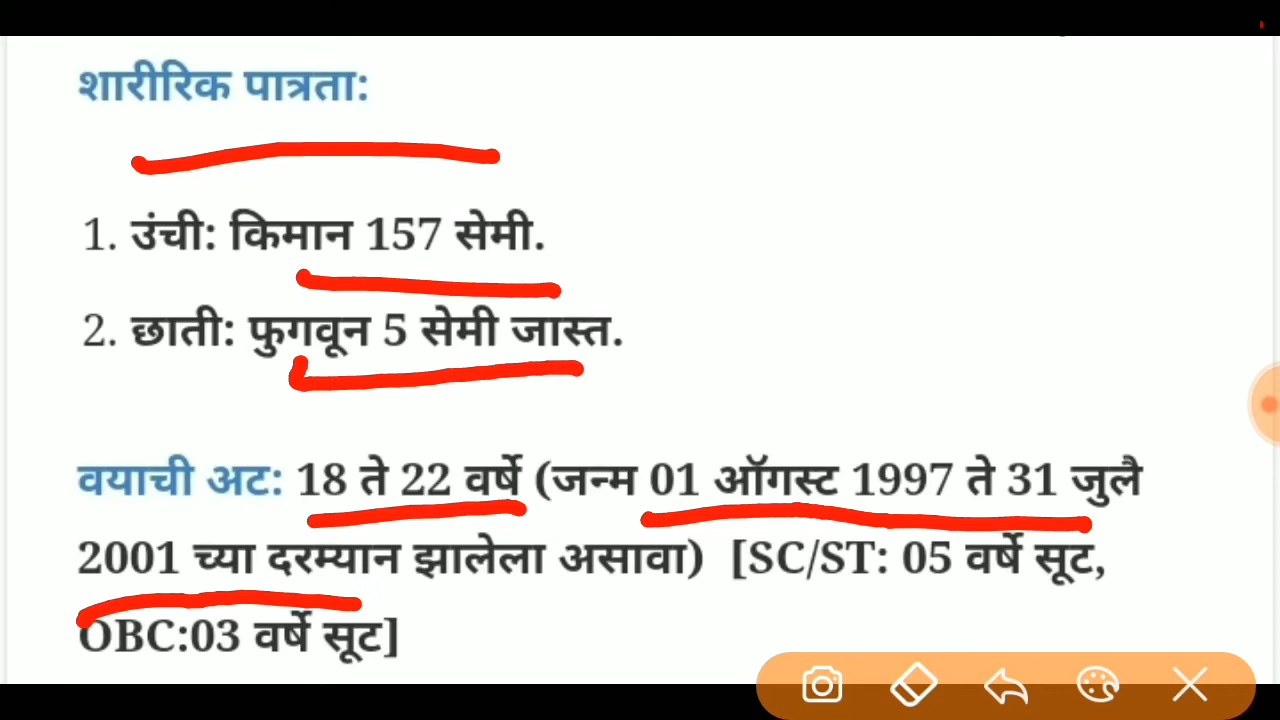 शारीरिक पात्रता:
1. उंची: किमान 157 सेमी.
2. छाती: फुगवून 5 सेमी जास्त.
वयाची अट: 18 ते 22 वर्षे (जन्म 01 ऑगस्ट 1997 ते 31 जुलै
2001 च्या दरम्यान झालेला असावा) [SC/ST: 05 वर्षे सूट,
OBC:03 वर्षे सूट]